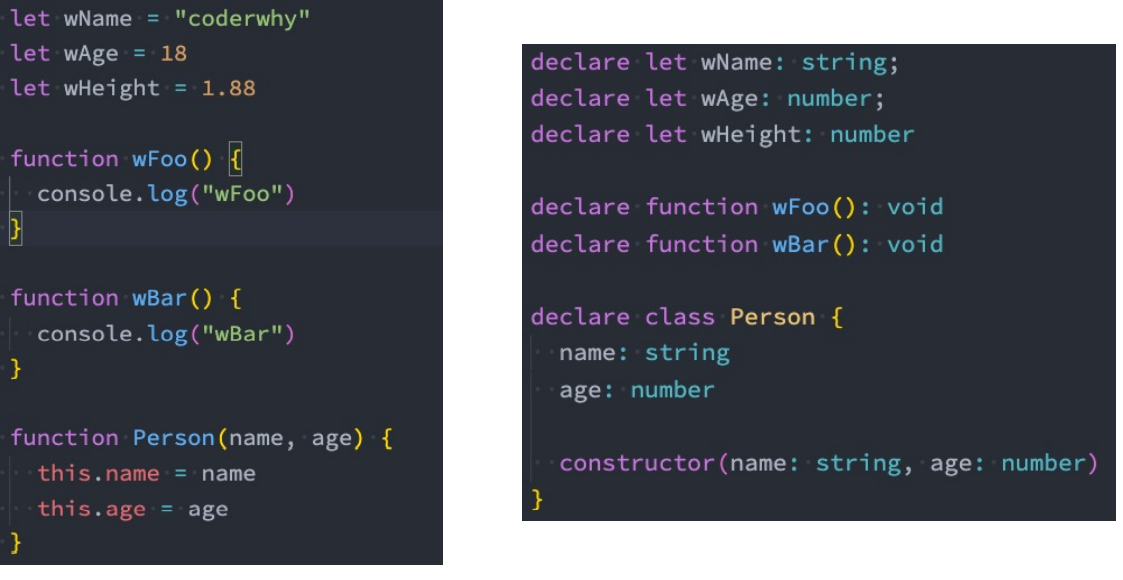 let wName = "coderwhy"
let wAge = 18
let wHeight = 1.88
function wFoo() {
console.log("wFoo")
}
function wBar() {
console.log("wBar")
}
function Person(name, age) {
this.name = name
this.age = age
}
declare let wName: string;
declare let wAge: number;
declare let wHeight: number
declare function wFoo(): void
declare function wBar(): void
declare class Person {
name: string
age: number
constructor(name: string, age: number)
}